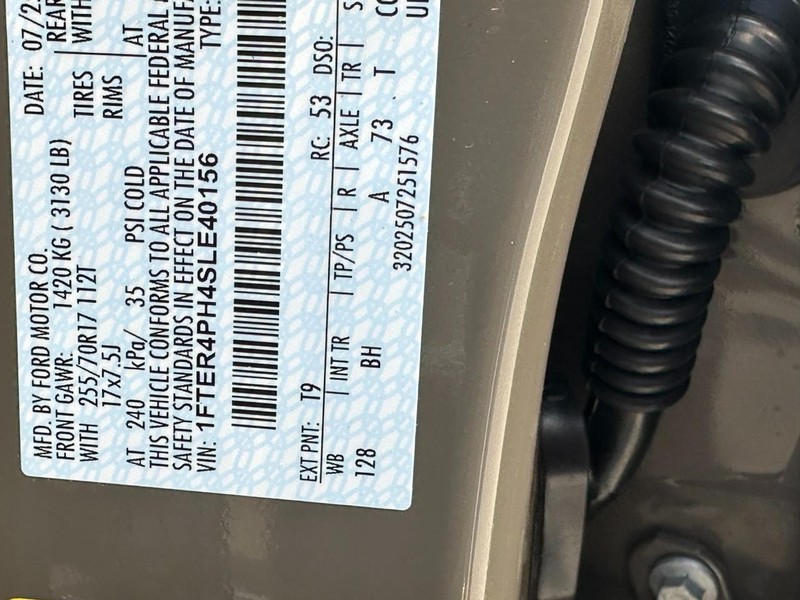 MFD. BY FORD MOTOR CO. DATE: 07/2
FRONT GAWR: 1420 KG ( 3130 LB) REAR
WITH 255/70R17 112T TIRES WITH
17x7.5J RIMS
AT 240 kPa/ 35 PSI COLD AT
THIS VEHICLE CONFORMS TO ALL APPLICABLE FEDERAL
SAFETY STANDARDS IN EFFECT ON THE DATE OF MANUF
VIN: 1FTER4PH4SLE40156 TYPE:
EXT PNT: T9 RC: 53 DSO:
WB | INT TR | TP/PS | R | AXLE | TR | S
128 BH A 73 T
3202507251576